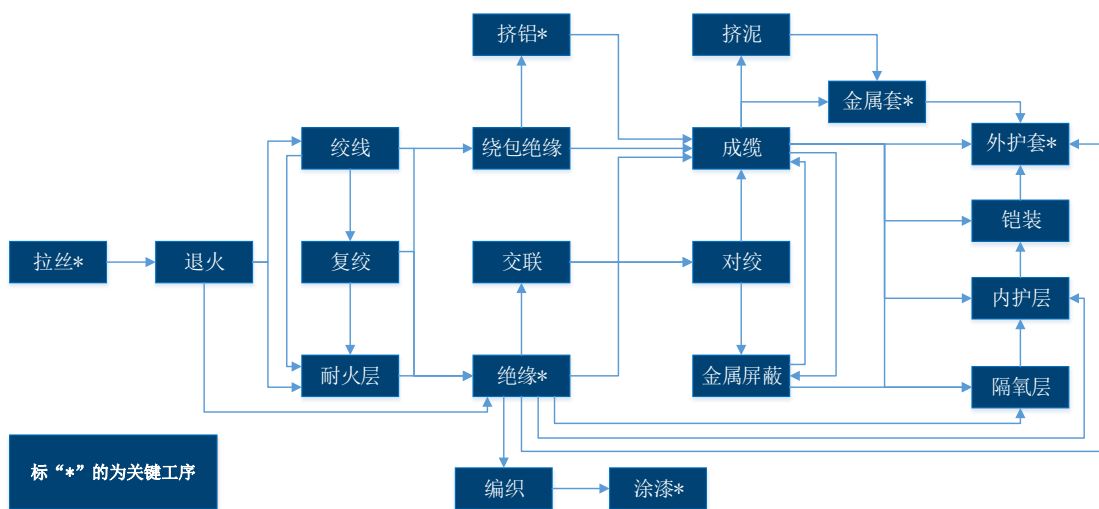 挤铝*
挤泥
金属套*
绞线
绕包绝缘
成缆
外护套*
铠装
拉丝*
退火
复绞
交联
对绞
内护层
耐火层
绝缘*
金属屏蔽
隔氧层
标“*”的为关键工序
编织
涂漆*